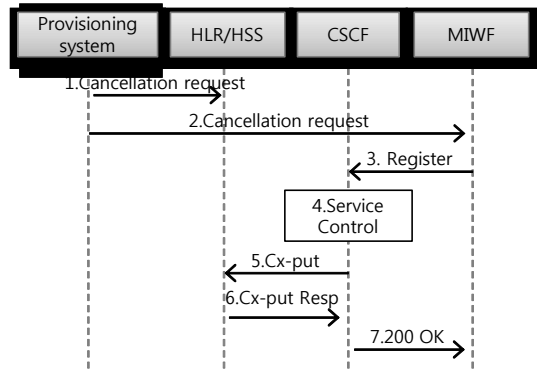 Provisioning
system
HLR/HSS
CSCF
MIWF
1.Cancellation request
2.Cancellation request
3. Register
4.Service
Control
5.Cx-put
6.Cx-put Resp
7.200 OK